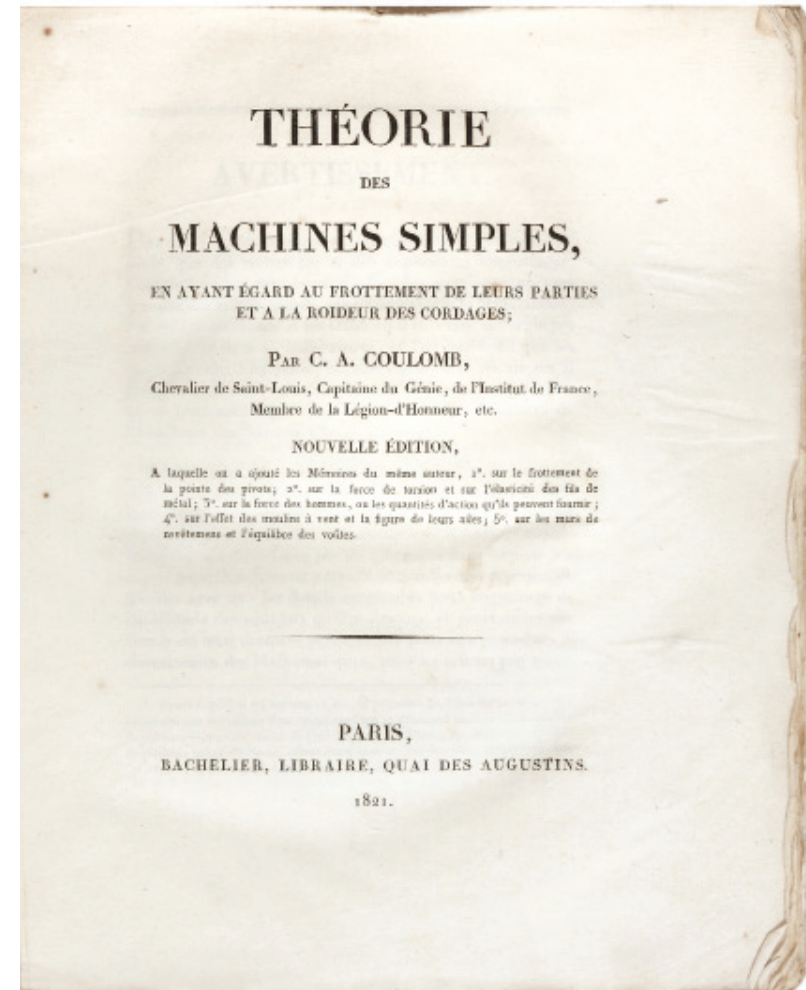 THÉORIE
DES
MACHINES SIMPLES,
EN AYANT ÉGARD AU FROTTEMENT DE LEURS PARTIES
ET A LA ROIDEUR DES CORDAGES;
PAR C. A. COULOMB,
Chevalier de Saint-Louis, Capitaine du Génie, de l'Institut de France,
Membre de la Légion-d'Honneur, etc.
NOUVELLE ÉDITION,
A laquelle on a ajouté les Mémoires du même auteur, 1°. sur le frottement de
la pointe des pivots; 2°. sur la force de torsion et sur l'élasticité des fils de
métal; 3°. sur la force des hommes, ou les quantités d'action qu'ils peuvent fournir;
4°. sur l'effet des moulins à vent et la figure de leurs ailes; 5°. sur les murs de
revêtemens et l'équilibre des voûtes.
PARIS,
BACHELIER, LIBRAIRE, QUAI DES AUGUSTINS.
1821.